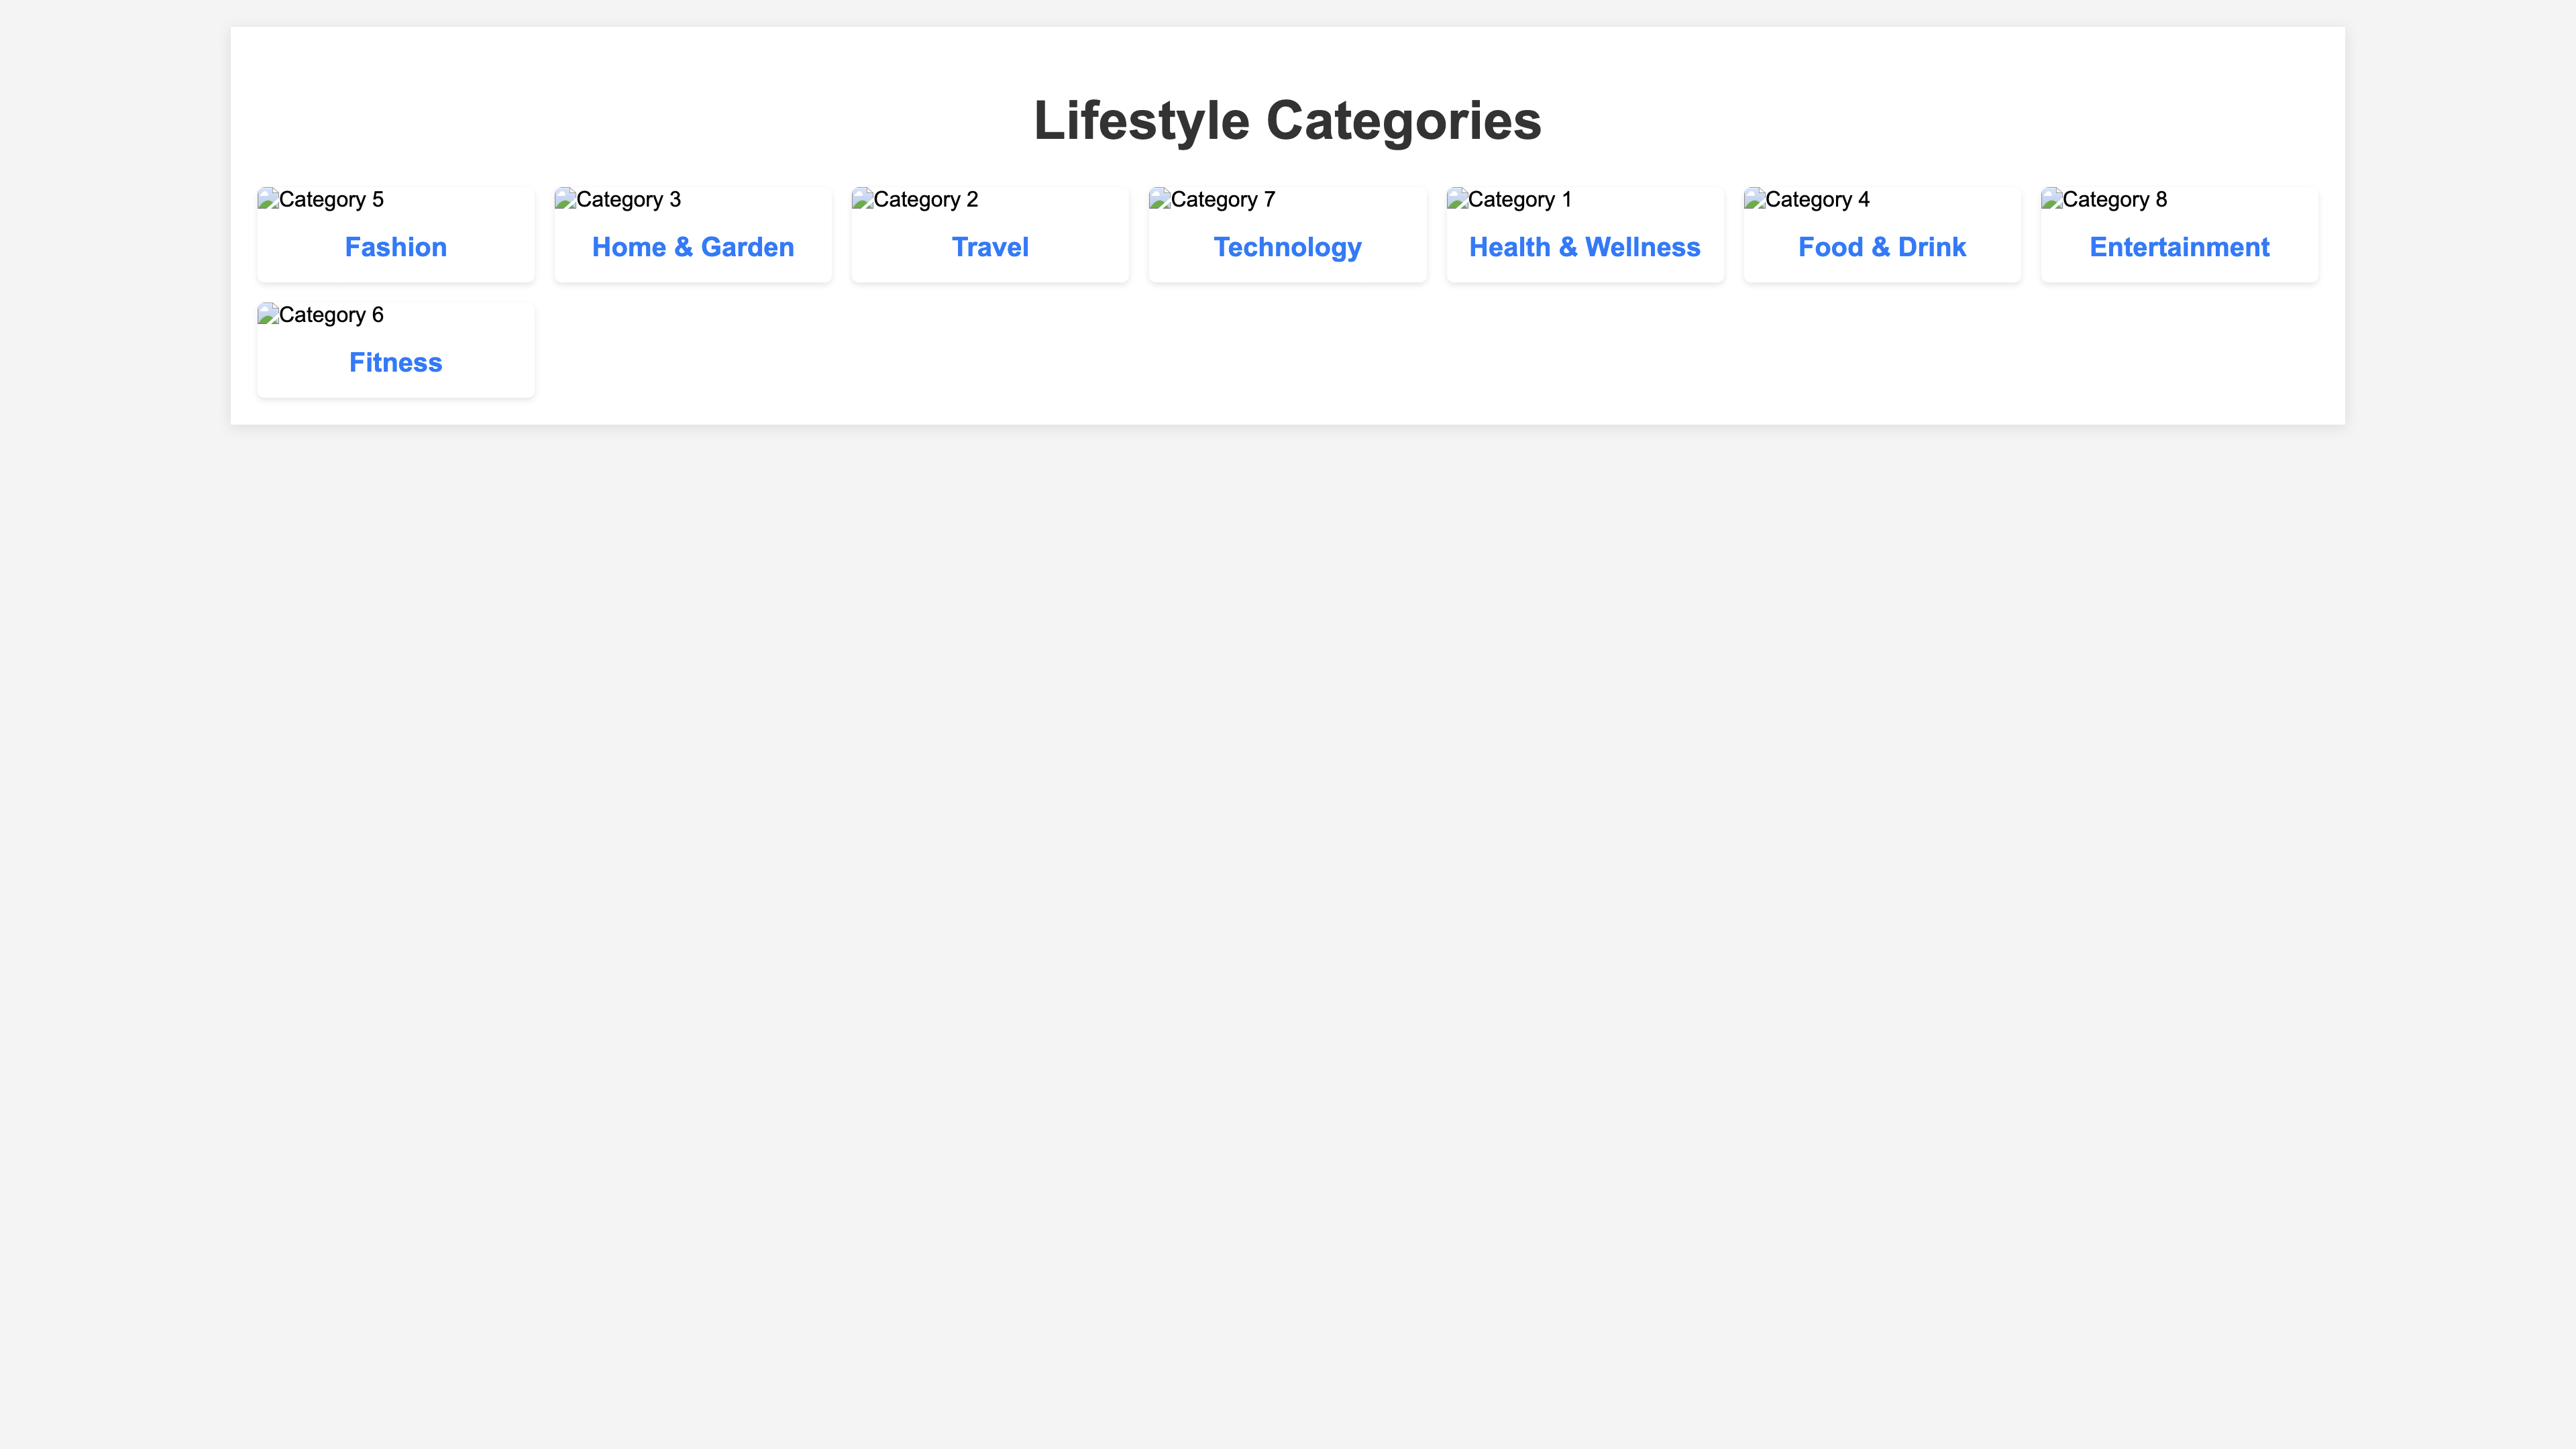 Lifestyle Categories
Category 5
Fashion
Category 3
Home & Garden
Category 2
Travel
Category 7
Technology
Category 1
Health & Wellness
Category 4
Food & Drink
Category 8
Entertainment
Category 6
Fitness